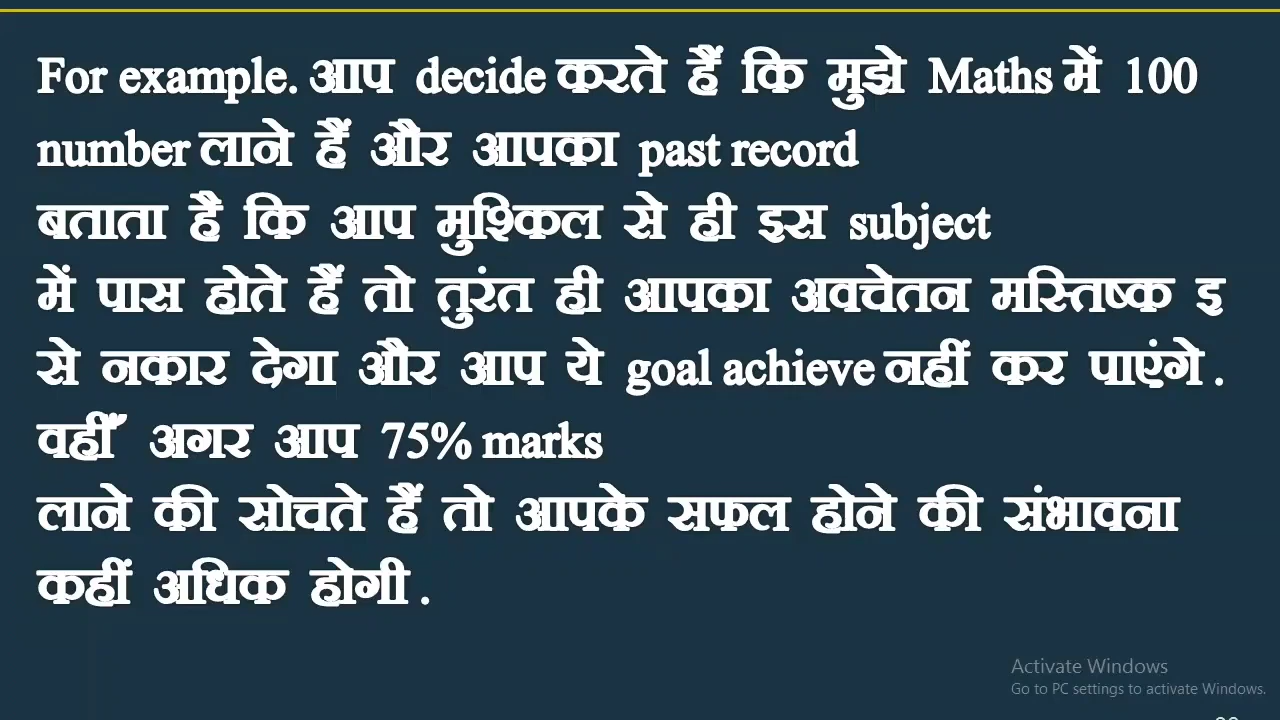 For example. आप decide करते हैं कि मुझे Maths में 100
number लाने हैं और आपका past record
बताता है कि आप मुश्किल से ही इस subject
में पास होते हैं तो तुरंत ही आपका अवचेतन मस्तिष्क इ
से नकार देगा और आप ये goal achieve नहीं कर पाएंगे .
वहीँ अगर आप 75% marks
लाने की सोचते हैं तो आपके सफल होने की संभावना
कहीं अधिक होगी .
Activate Windows
Go to PC settings to activate Windows.